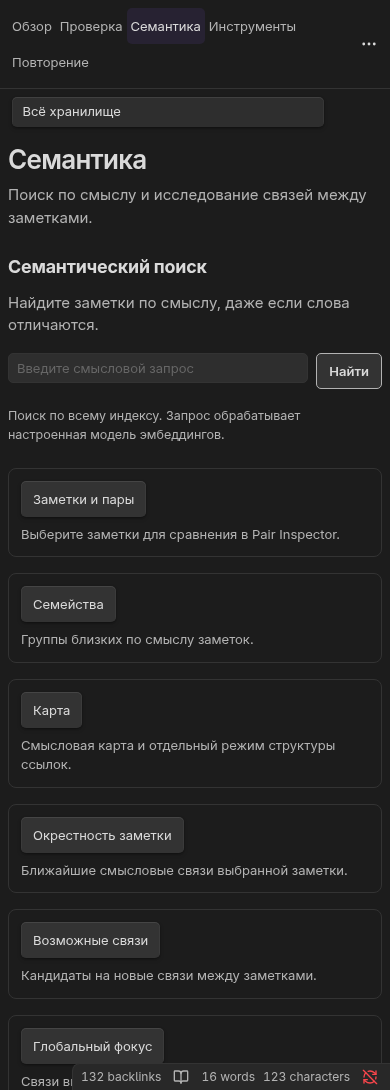 Обзор Проверка Семантика Инструменты
Повторение
Всё хранилище
Семантика
Поиск по смыслу и исследование связей между
заметками.
Семантический поиск
Найдите заметки по смыслу, даже если слова
отличаются.
Введите смысловой запрос
Найти
Поиск по всему индексу. Запрос обрабатывает
настроенная модель эмбеддингов.
Заметки и пары
Выберите заметки для сравнения в Pair Inspector.
Семейства
Группы близких по смыслу заметок.
Карта
Смысловая карта и отдельный режим структуры
ссылок.
Окрестность заметки
Ближайшие смысловые связи выбранной заметки.
Возможные связи
Кандидаты на новые связи между заметками.
Глобальный фокус
Связи
132 backlinks 16 words 123 characters